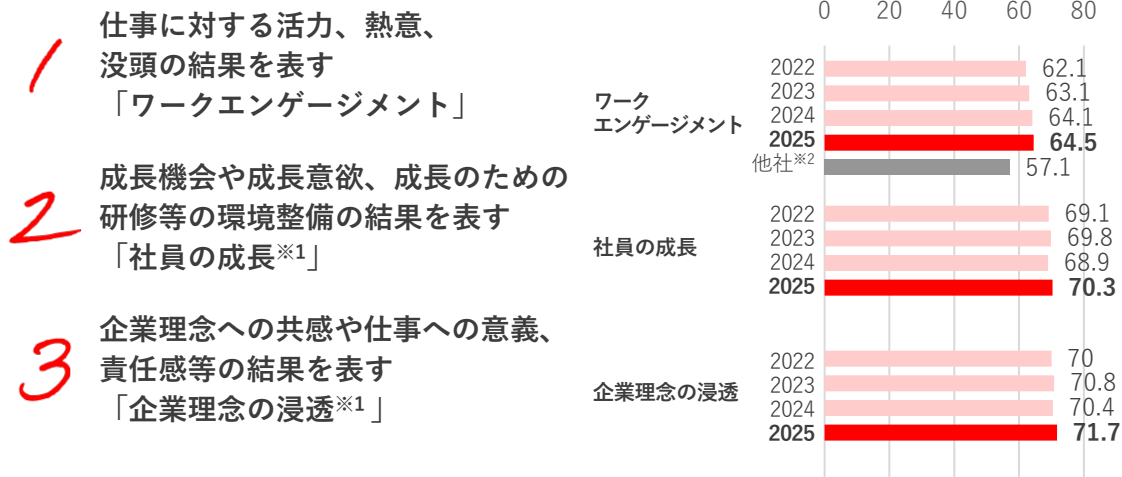 1
仕事に対する活力、熱意、
没頭の結果を表す
「ワークエンゲージメント」
2
成長機会や成長意欲、成長のための
研修等の環境整備の結果を表す
「社員の成長※1」
3
企業理念への共感や仕事への意義、
責任感等の結果を表す
「企業理念の浸透※1」
0 20 40 60 80
ワーク
エンゲージメント
2022 62.1
2023 63.1
2024 64.1
2025 64.5
他社※2 57.1
社員の成長
2022 69.1
2023 69.8
2024 68.9
2025 70.3
企業理念の浸透
2022 70
2023 70.8
2024 70.4
2025 71.7